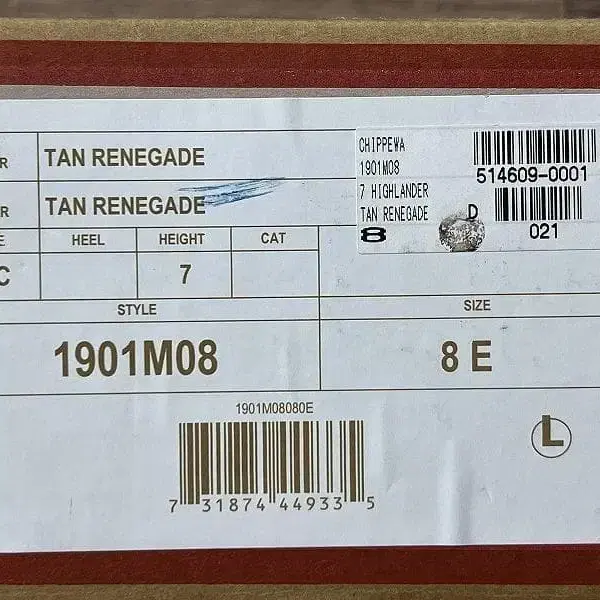 R TAN RENEGADE
R TAN RENEGADE
E HEEL HEIGHT CAT
C 7
STYLE SIZE
1901M08 8 E
1901M08080E
7 31874 44933 5
L
CHIPPEWA
1901M08
7 HIGHLANDER
TAN RENEGADE D
8
514609-0001
021